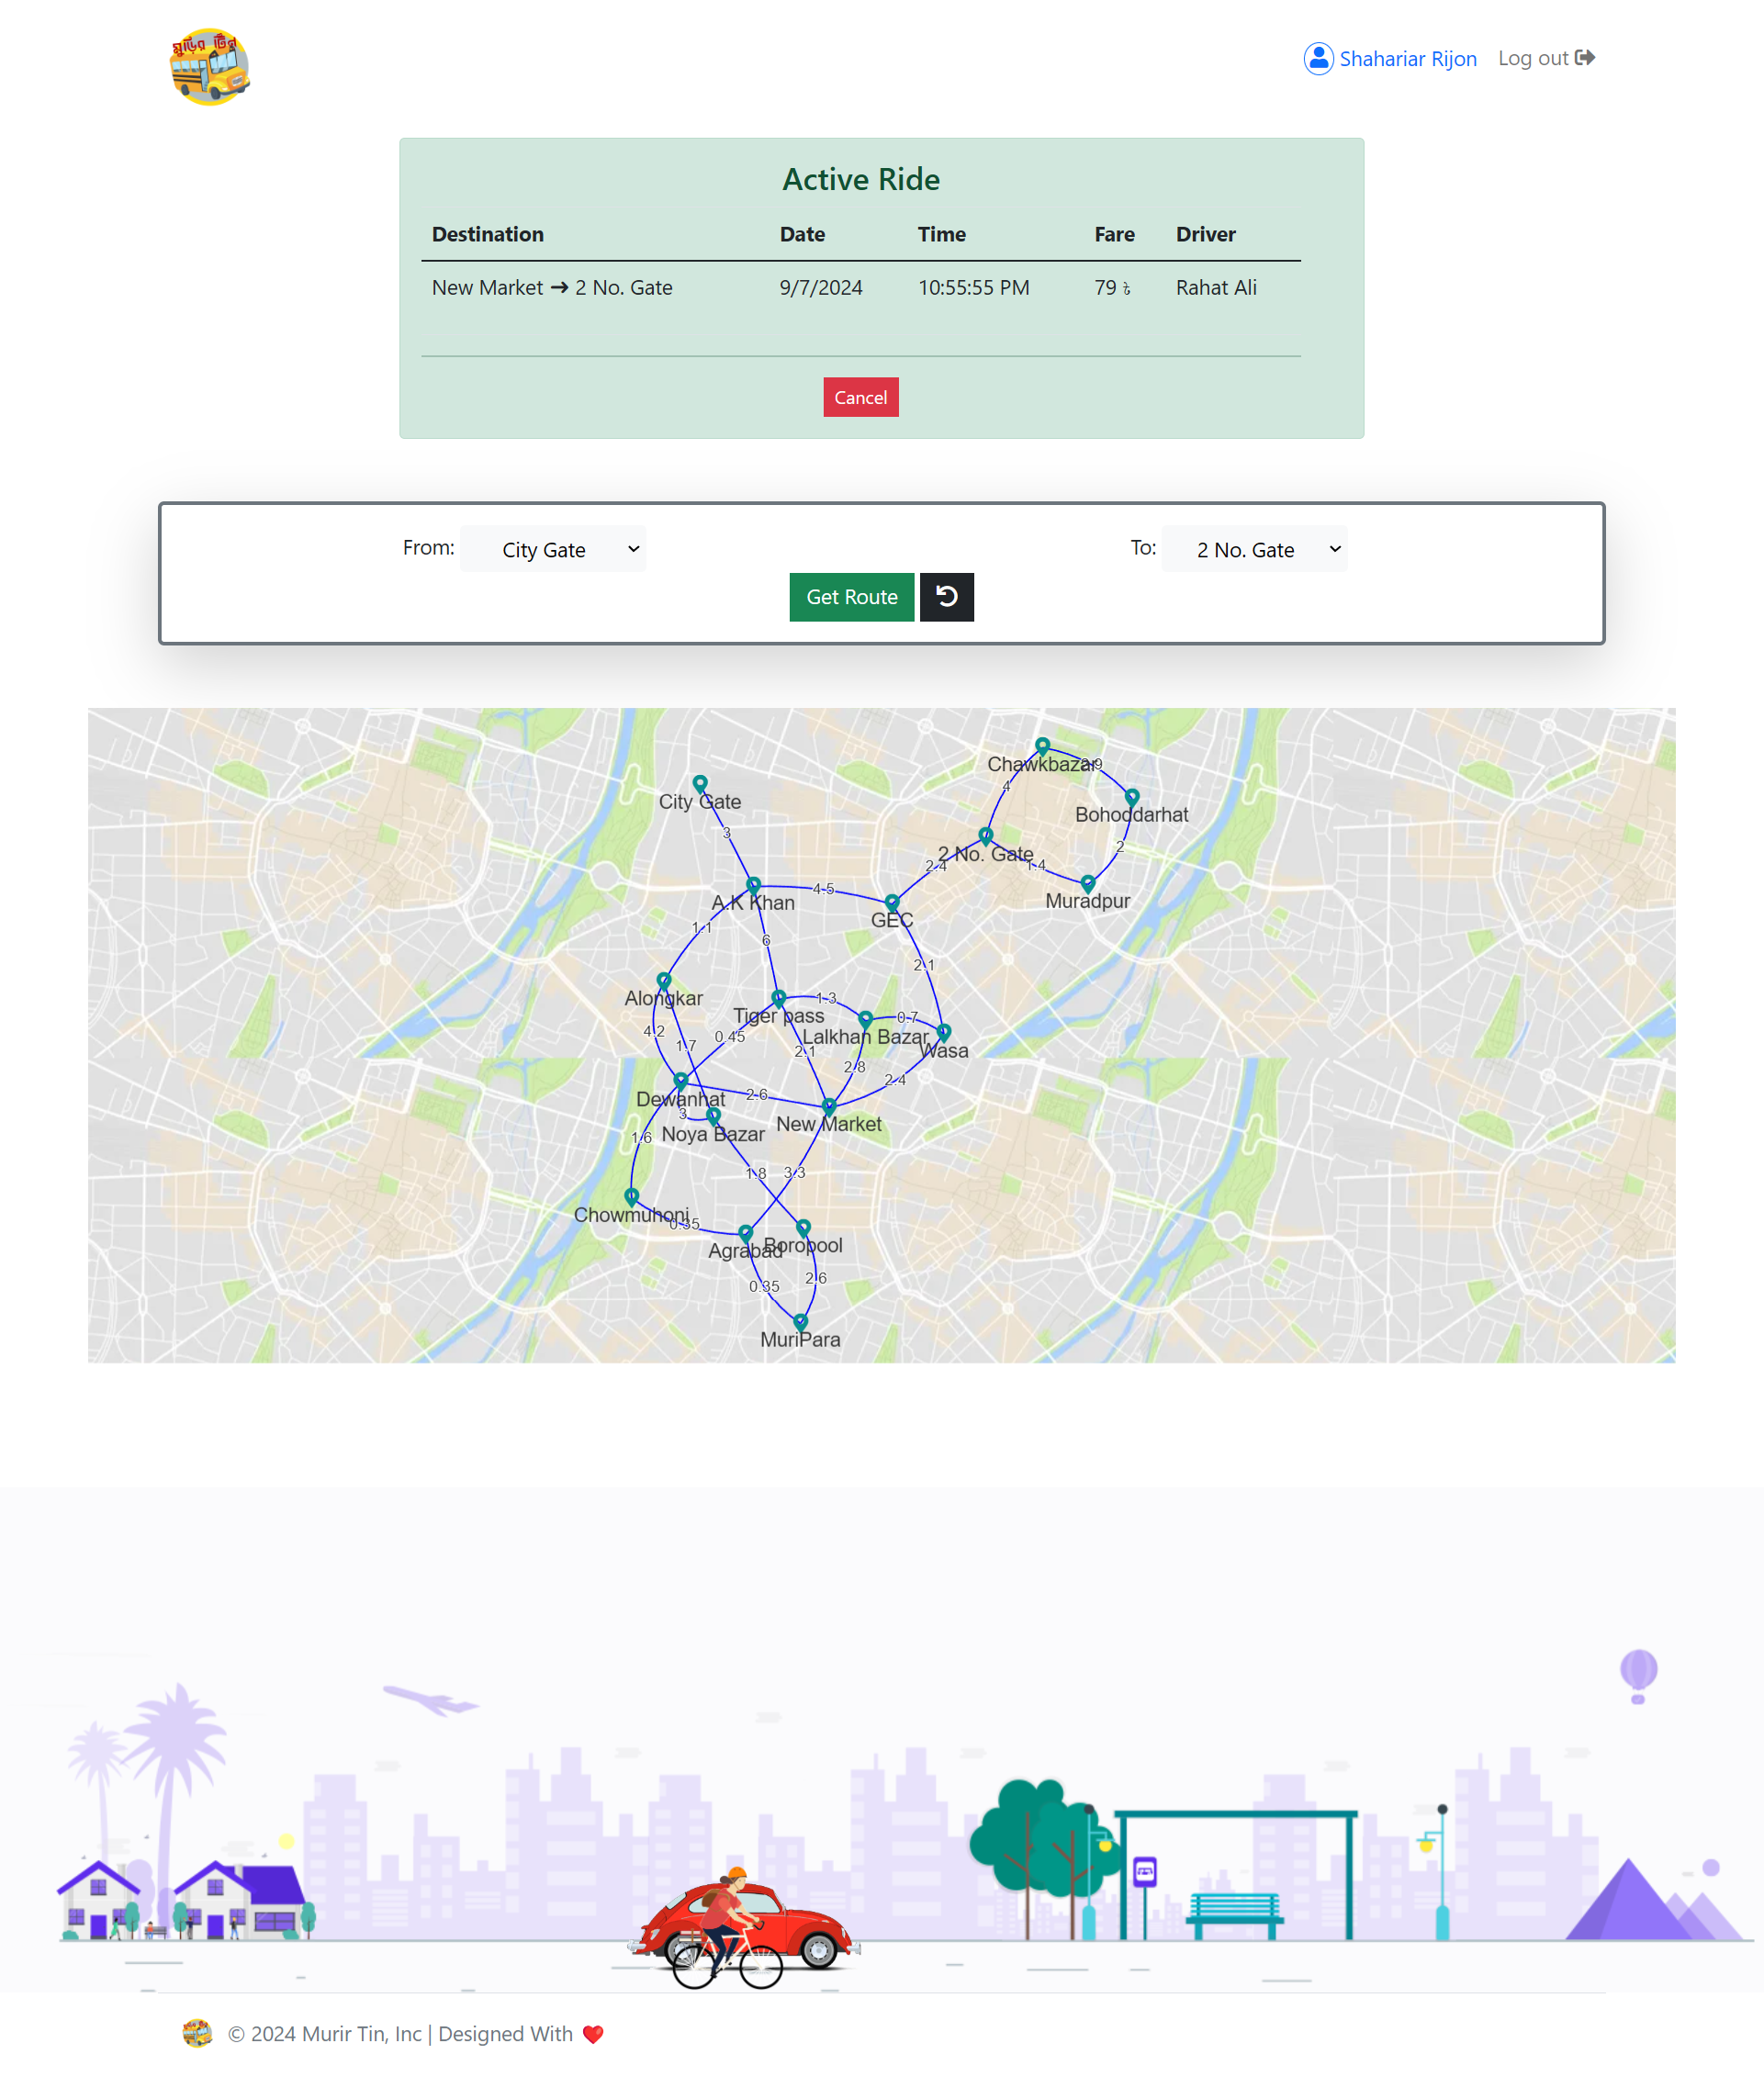 মুড়ির টিন
Shahariar Rijon Log out
Active Ride
Destination Date Time Fare Driver
New Market → 2 No. Gate 9/7/2024 10:55:55 PM 79 ৳ Rahat Ali
Cancel
From: City Gate To: 2 No. Gate
Get Route
Chawkbazar
City Gate
4
Bohoddarhat
3
2 No. Gate
2
2.4
1.4
A.K Khan
4.5
Muradpur
GEC
1.1
6
2.1
Alongkar
1.3
Tiger pass
0.7
4.2
0.45
Lalkhan Bazar
1.7
2.1
Wasa
2.8
2.4
Dewanhat
2.6
3
New Market
1.6
Noya Bazar
1.8
3.3
Chowmuhoni
0.35
Agrabad
Boropool
0.35
2.6
MuriPara
© 2024 Murir Tin, Inc | Designed With ❤️